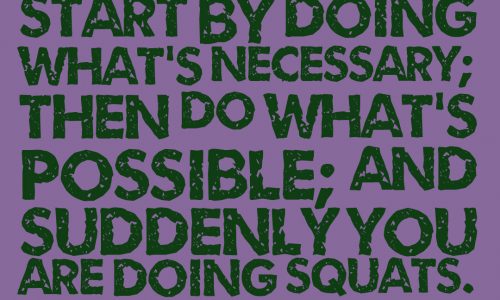 START BY DOING
WHAT'S NECESSARY;
THEN DO WHAT'S
POSSIBLE; AND
SUDDENLY YOU
ARE DOING SQUATS.